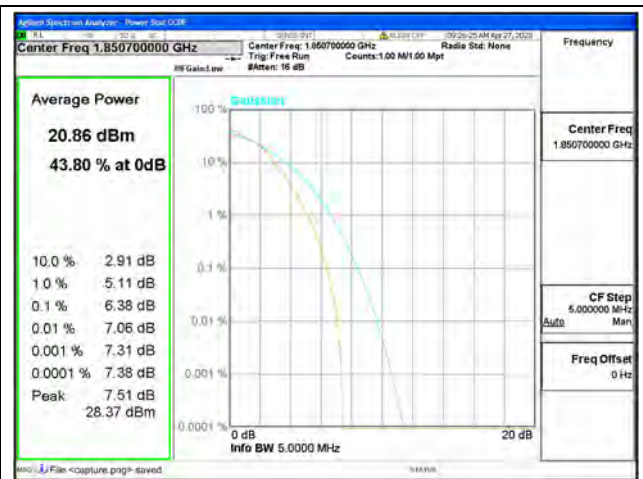 Agilent Spectrum Analyzer - Power Stat CCDF
RL
Center Freq 1.850700000 GHz
Center Freq: 1.850700000 GHz
Radio Std: None
Trig: Free Run
Counts:1.00 M/1.00 Mpt
#IFGain:Low
#Atten: 16 dB
Frequency
Average Power
20.86 dBm
43.80 % at 0dB
10.0 % 2.91 dB
1.0 % 5.11 dB
0.1 % 6.38 dB
0.01 % 7.06 dB
0.001 % 7.31 dB
0.0001 % 7.38 dB
Peak 7.51 dB
28.37 dBm
Gaussian
100 %
10 %
1 %
0.1 %
0.01 %
0.001 %
0.0001 %
0 dB
20 dB
Info BW 5.0000 MHz
Center Freq
1.850700000 GHz
CF Step
5.000000 MHz
Auto Man
Freq Offset
0 Hz
MSG File <capture.png> saved
STATUS